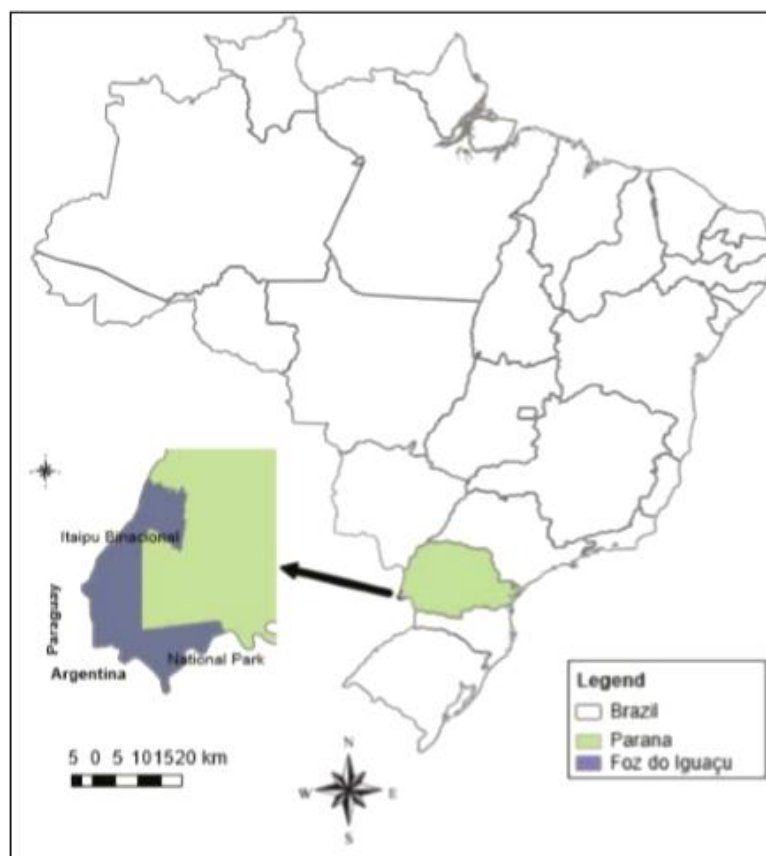 Itaipu Binacional
Paraguay
National Park
Argentina
Legend
Brazil
Parana
Foz do Iguaçu
5 0 5 101520 km
N
W E
S